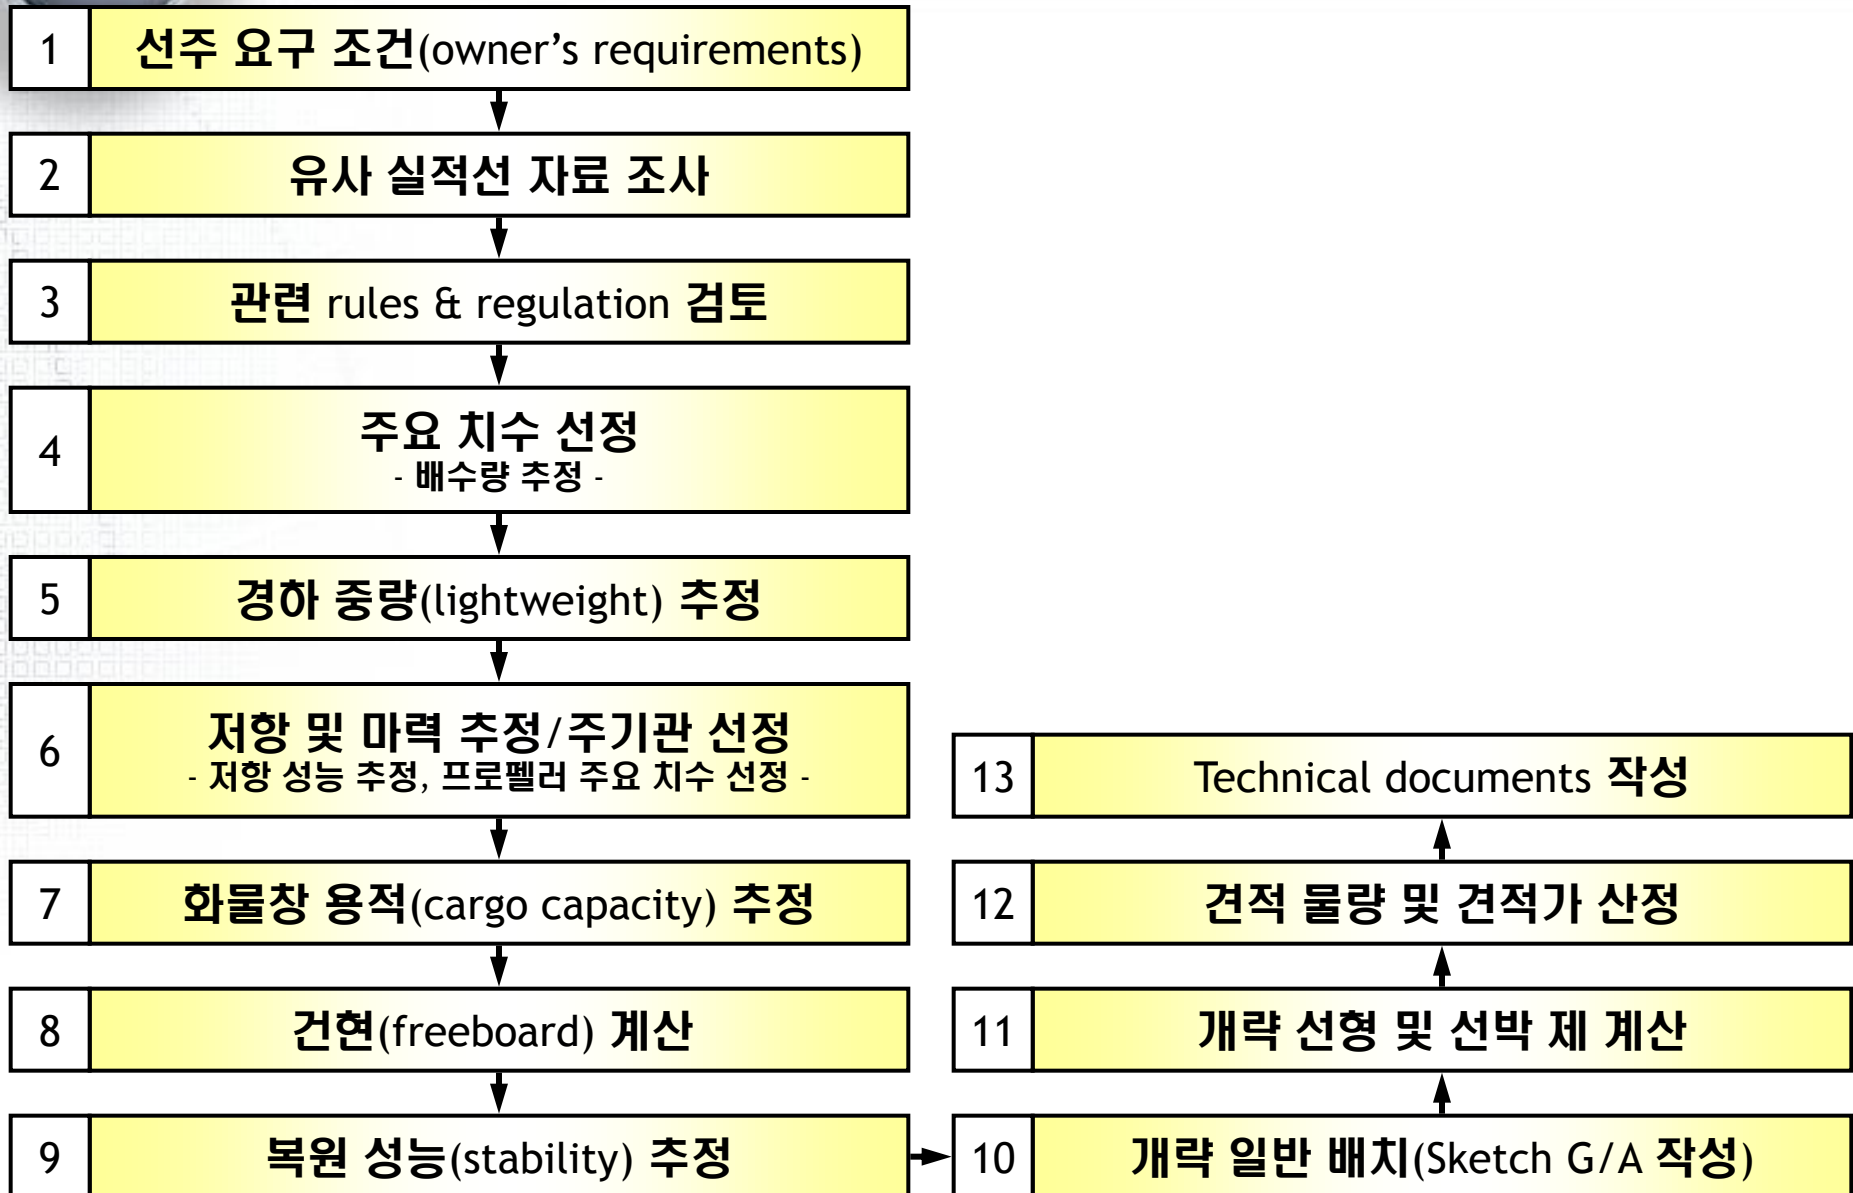 1 선주 요구 조건(owner’s requirements)
2 유사 실적선 자료 조사
3 관련 rules & regulation 검토
4 주요 치수 선정
- 배수량 추정 -
5 경하 중량(lightweight) 추정
6 저항 및 마력 추정/주기관 선정
- 저항 성능 추정, 프로펠러 주요 치수 선정 -
7 화물창 용적(cargo capacity) 추정
8 건현(freeboard) 계산
9 복원 성능(stability) 추정
10 개략 일반 배치(Sketch G/A 작성)
11 개략 선형 및 선박 제 계산
12 견적 물량 및 견적가 산정
13 Technical documents 작성